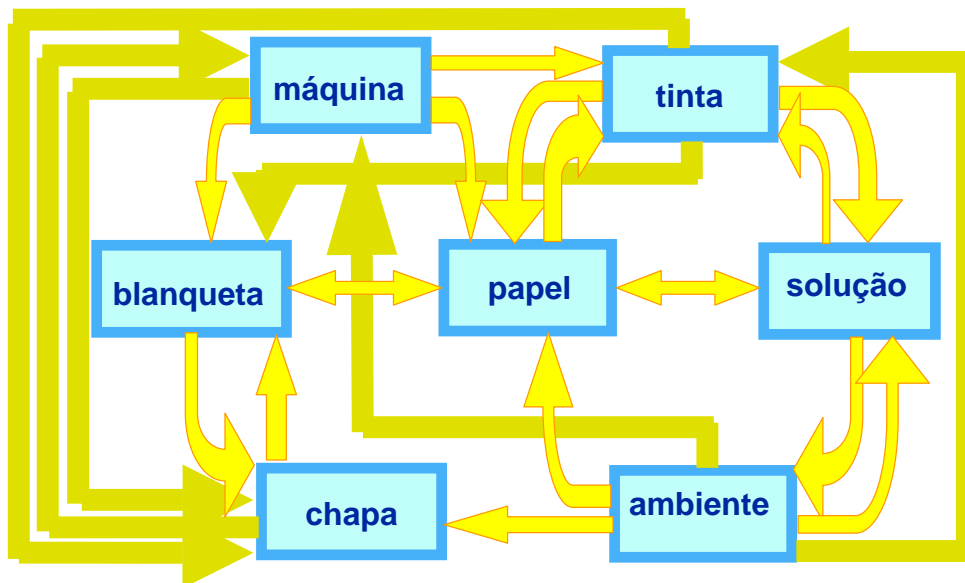 máquina
tinta
blanqueta
papel
solução
chapa
ambiente